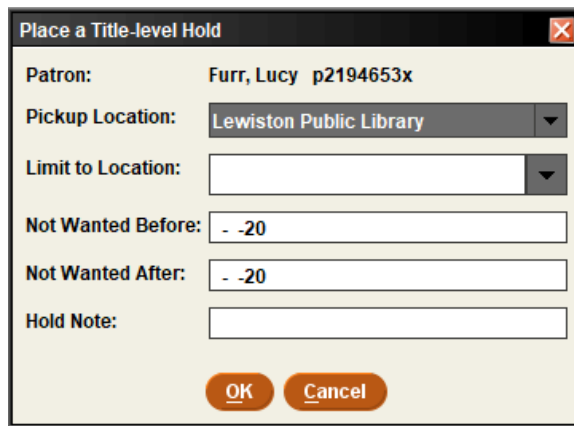 Place a Title-level Hold
Patron: Furr, Lucy p2194653x
Pickup Location: Lewiston Public Library
Limit to Location:
Not Wanted Before: - -20
Not Wanted After: - -20
Hold Note:
OK Cancel